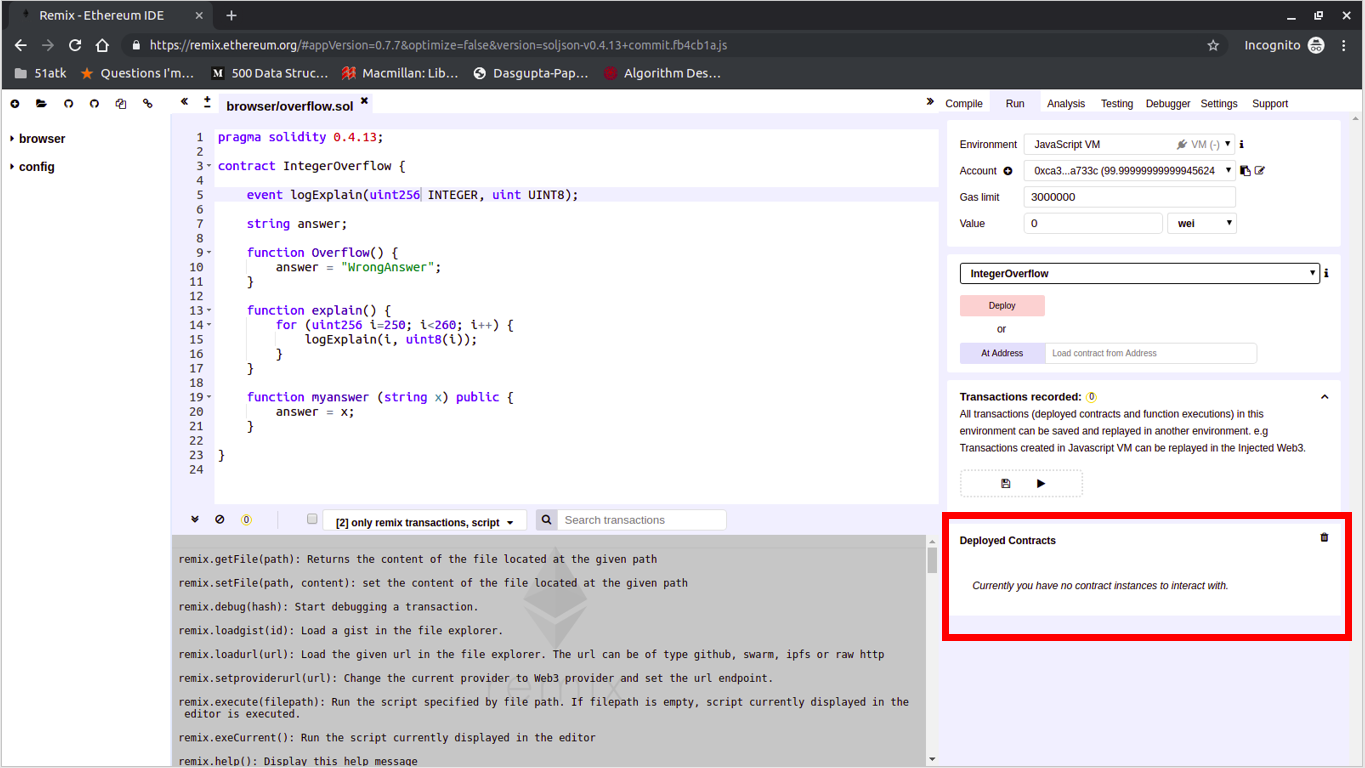 Remix - Ethereum IDE
https://remix.ethereum.org/#appVersion=0.7.7&optimize=false&version=soljson-v0.4.13+commit.fb4cb1a.js
Incognito
51atk
Questions I'm…
M 500 Data Struc…
Macmillan: Lib…
Dasgupta-Pap…
Algorithm Des…
browser
config
browser/overflow.sol
1 pragma solidity 0.4.13;
2
3 contract IntegerOverflow {
4
5 event logExplain(uint256 INTEGER, uint UINT8);
6
7 string answer;
8
9 function Overflow() {
10 answer = "WrongAnswer";
11 }
12
13 function explain() {
14 for (uint256 i=250; i<260; i++) {
15 logExplain(i, uint8(i));
16 }
17 }
18
19 function myanswer (string x) public {
20 answer = x;
21 }
22
23 }
24
0
[2] only remix transactions, script
Search transactions
remix.getFile(path): Returns the content of the file located at the given path
remix.setFile(path, content): set the content of the file located at the given path
remix.debug(hash): Start debugging a transaction.
remix.loadgist(id): Load a gist in the file explorer.
remix.loadurl(url): Load the given url in the file explorer. The url can be of type github, swarm, ipfs or raw http
remix.setproviderurl(url): Change the current provider to Web3 provider and set the url endpoint.
remix
remix.execute(filepath): Run the script specified by file path. If filepath is empty, script currently displayed in the
editor is executed.
remix.exeCurrent(): Run the script currently displayed in the editor
remix.help(): Display this help message
Compile Run Analysis Testing Debugger Settings Support
Environment JavaScript VM VM (-) i
Account 0xca3...a733c (99.99999999999945624
Gas limit 3000000
Value 0 wei
IntegerOverflow i
Deploy
or
At Address Load contract from Address
Transactions recorded: 0
All transactions (deployed contracts and function executions) in this
environment can be saved and replayed in another environment. e.g
Transactions created in Javascript VM can be replayed in the Injected Web3.
Deployed Contracts
Currently you have no contract instances to interact with.